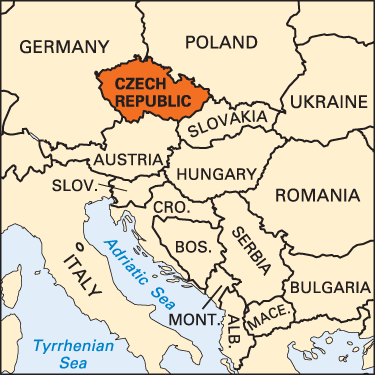 GERMANY
POLAND
CZECH
REPUBLIC
UKRAINE
SLOVAKIA
AUSTRIA
HUNGARY
SLOV.
ROMANIA
CRO.
BOS.
SERBIA
Adriatic Sea
ITALY
BULGARIA
MONT.
ALB.
MACE.
Tyrrhenian
Sea